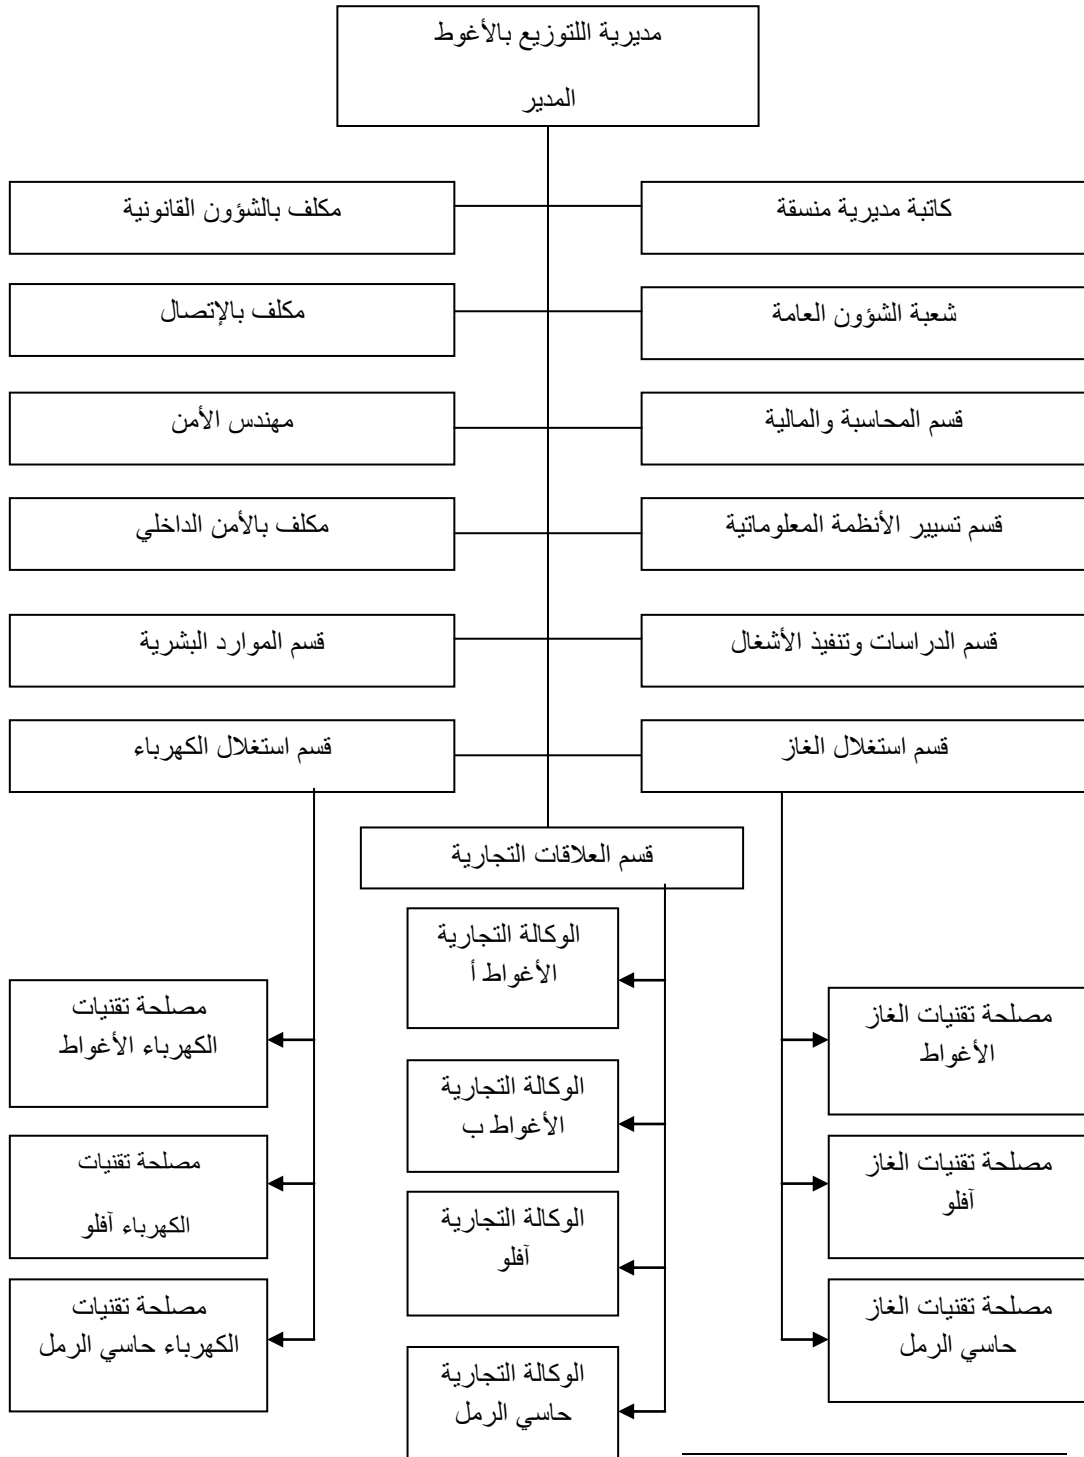 مديرية اللتوزيع بالأغوط
المدير
كاتبة مديرية منسقة
مكلف بالشؤون القانونية
شعبة الشؤون العامة
مكلف بالإتصال
قسم المحاسبة والمالية
مهندس الأمن
قسم تسيير الأنظمة المعلوماتية
مكلف بالأمن الداخلي
قسم الدراسات وتنفيذ الأشغال
قسم الموارد البشرية
قسم استغلال الغاز
قسم استغلال الكهرباء
قسم العلاقات التجارية
مصلحة تقنيات الغاز
الأغواط
مصلحة تقنيات الغاز
آفلو
مصلحة تقنيات الغاز
حاسي الرمل
الوكالة التجارية
الأغواط أ
الوكالة التجارية
الأغواط ب
الوكالة التجارية
آفلو
الوكالة التجارية
حاسي الرمل
مصلحة تقنيات
الكهرباء الأغواط
مصلحة تقنيات
الكهرباء آفلو
مصلحة تقنيات
الكهرباء حاسي الرمل